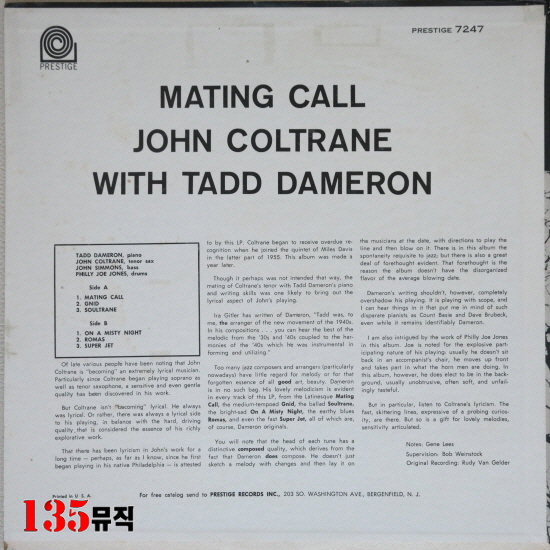 PRESTIGE
PRESTIGE 7247
MATING CALL
JOHN COLTRANE
WITH TADD DAMERON
TADD DAMERON, piano
JOHN COLTRANE, tenor sax
JOHN SIMMONS, bass
PHILLY JOE JONES, drums
Side A
1. MATING CALL
2. GNID
3. SOULTRANE
Side B
1. ON A MISTY NIGHT
2. ROMAS
3. SUPER JET
Of late various people have been noting that John
Coltrane is "becoming" an extremely lyrical musician.
Particularly since Coltrane began playing soprano as
well as tenor saxophone, a sensitive and even gentle
quality has been discovered in his work.
But Coltrane isn't "becoming" lyrical. He always
was lyrical. Or rather, there was always a lyrical side
to his playing, in balance with the hard, driving
quality, that is considered the essence of his richly
explorative work.
That there has been lyricism in John's work for a
long time – perhaps, as far as I know, since he first
began playing in his native Philadelphia – is attested
to by this LP. Coltrane began to receive overdue re-
cognition when he joined the quintet of Miles Davis
in the latter part of 1955. This album was made a
year later.
Though it perhaps was not intended that way, the
mating of Coltrane's tenor with Tadd Dameron's piano
and writing skills was one likely to bring out the
lyrical aspect of John's playing.
Ira Gitler has written of Dameron, "Tadd was, to
me, the arranger of the new movement of the 1940s.
In his compositions . . . you can hear the best of the
melodic from the '30s and '40s coupled to the har-
monies of the '40s which he was instrumental in
forming and utilizing."
Too many jazz composers and arrangers (particularly
nowadays) have little regard for melody or for the
forgotten essence of all good art, beauty. Dameron
is in no such bag. His lovely melodicism is evident
in every track of this LP, from the Latinesque Mating
Call, the medium-tempoed Gnid, the ballad Soultrane,
the bright-sad On A Misty Night, the earthy blues
Romas, and even the fast Super Jet, all of which are,
of course, Dameron originals.
You will note that the head of each tune has a
distinctive composed quality, which derives from the
fact that Dameron does compose. He doesn't just
sketch a melody with changes and then lay it on
the musicians at the date, with directions to play the
line and then blow on it. There is in this album the
spontaneity requisite to jazz; but there is also a great
deal of forethought evident. That forethought is the
reason the album doesn't have the disorganized
flavor of the average blowing date.
Dameron's writing shouldn't, however, completely
overshadow his playing. It is playing with scope, and
I can hear things in it that put me in mind of such
disparate pianists as Count Basie and Dave Brubeck,
even while it remains identifiably Dameron.
I am also intrigued by the work of Philly Joe Jones
in this album. Joe is noted for the explosive part-
icipating nature of his playing: usually he doesn't sit
back in an accompanist's chair, he moves up front
and takes part in what the horn men are doing. In
this album, however, he does elect to be in the back-
ground, usually unobtrusive, often soft, and unfail-
ingly tasteful.
But in particular, listen to Coltrane's lyricism. The
fast, skittering lines, expressive of a probing curios-
ity, are there. But so is a gift for lovely melodies,
sensitively articulated.
Notes: Gene Lees
Supervision: Bob Weinstock
Original Recording: Rudy Van Gelder
Printed in U. S. A.
For free catalog send to PRESTIGE RECORDS INC., 203 SO. WASHINGTON AVE., BERGENFIELD, N. J.
135뮤직